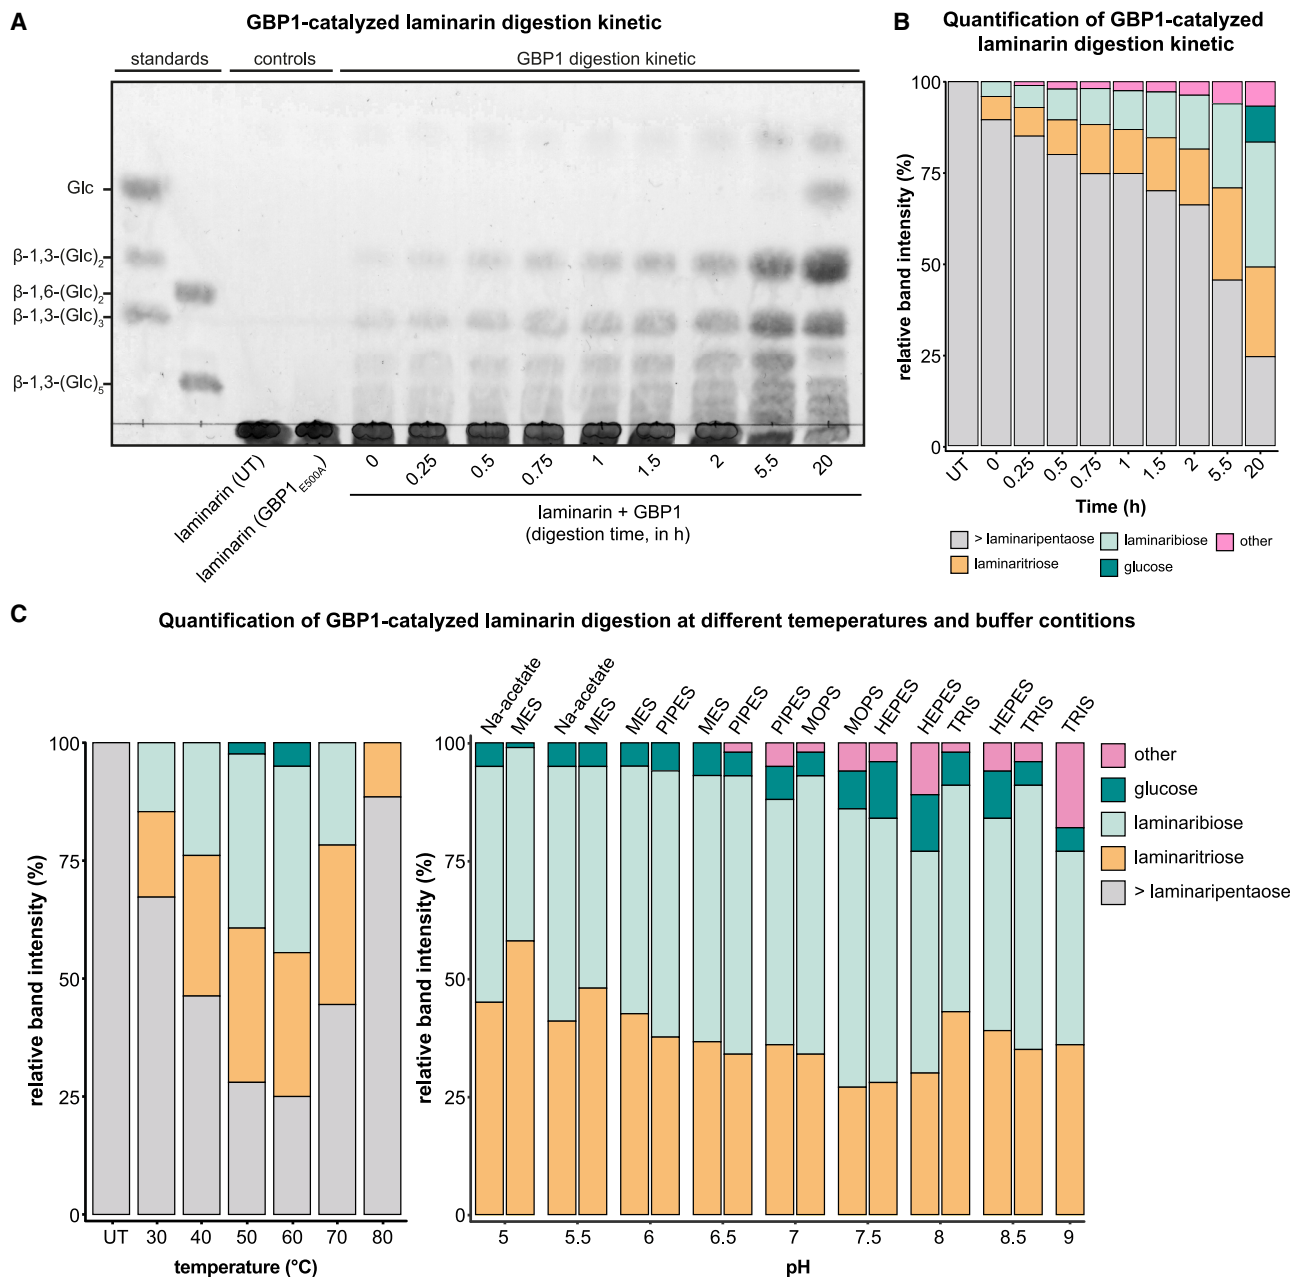 A
GBP1-catalyzed laminarin digestion kinetic
standards
controls
GBP1 digestion kinetic
Glc
β-1,3-(Glc)2
β-1,6-(Glc)2
β-1,3-(Glc)3
β-1,3-(Glc)5
laminarin (UT)
laminarin (GBP1E500A)
0 0.25 0.5 0.75 1 1.5 2 5.5 20
laminarin + GBP1
(digestion time, in h)
B
Quantification of GBP1-catalyzed
laminarin digestion kinetic
relative band intensity (%)
100
75
50
25
0
UT 0 0.25 0.5 0.75 1 1.5 2 5.5 20
Time (h)
> laminaripentaose
laminaribiose
other
laminaritriose
glucose
C
Quantification of GBP1-catalyzed laminarin digestion at different temeperatures and buffer contitions
relative band intensity (%)
100
75
50
25
0
UT 30 40 50 60 70 80
temperature (°C)
Na-acetate MES Na-acetate MES MES PIPES MES PIPES PIPES MOPS MOPS HEPES HEPES TRIS HEPES TRIS TRIS
relative band intensity (%)
100
75
50
25
0
5 5.5 6 6.5 7 7.5 8 8.5 9
pH
other
glucose
laminaribiose
laminaritriose
> laminaripentaose